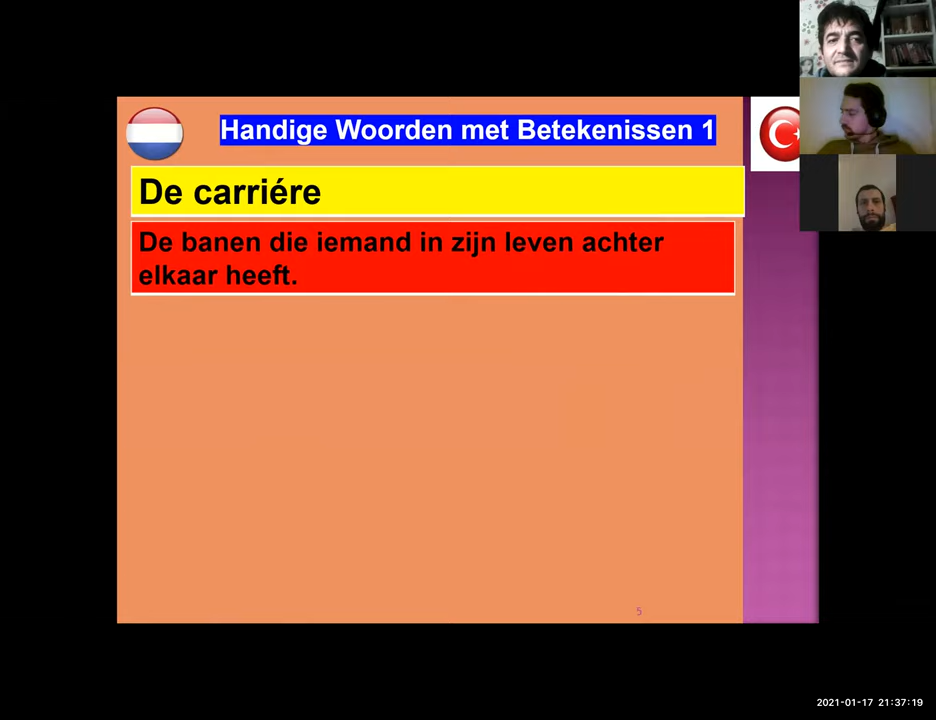 Handige Woorden met Betekenissen 1
De carriére
De banen die iemand in zijn leven achter
elkaar heeft.
5
2021-01-17 21:37:19